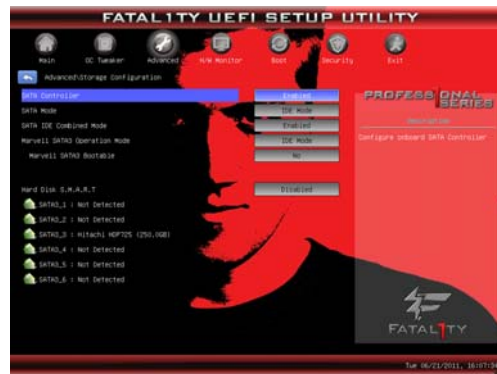 FATAL1TY UEFI SETUP UTILITY
Main OC Tweaker Advanced H/W Monitor Boot Security Exit
Advanced\Storage Configuration
SATA Controller Enabled
SATA Mode IDE Mode
SATA IDE Combined Mode Enabled
Marvell SATA3 Operation Mode IDE Mode
Marvell SATA3 Bootable No
Hard Disk S.M.A.R.T Disabled
SATA3_1 : Not Detected
SATA3_2 : Not Detected
SATA3_3 : Hitachi HDP725 (250.0GB)
SATA3_4 : Not Detected
SATA3_5 : Not Detected
SATA3_6 : Not Detected
PROFESSIONAL
SERIES
Description
Configure onboard SATA Controller
FATAL1TY
Tue 06/21/2011, 16:07:34